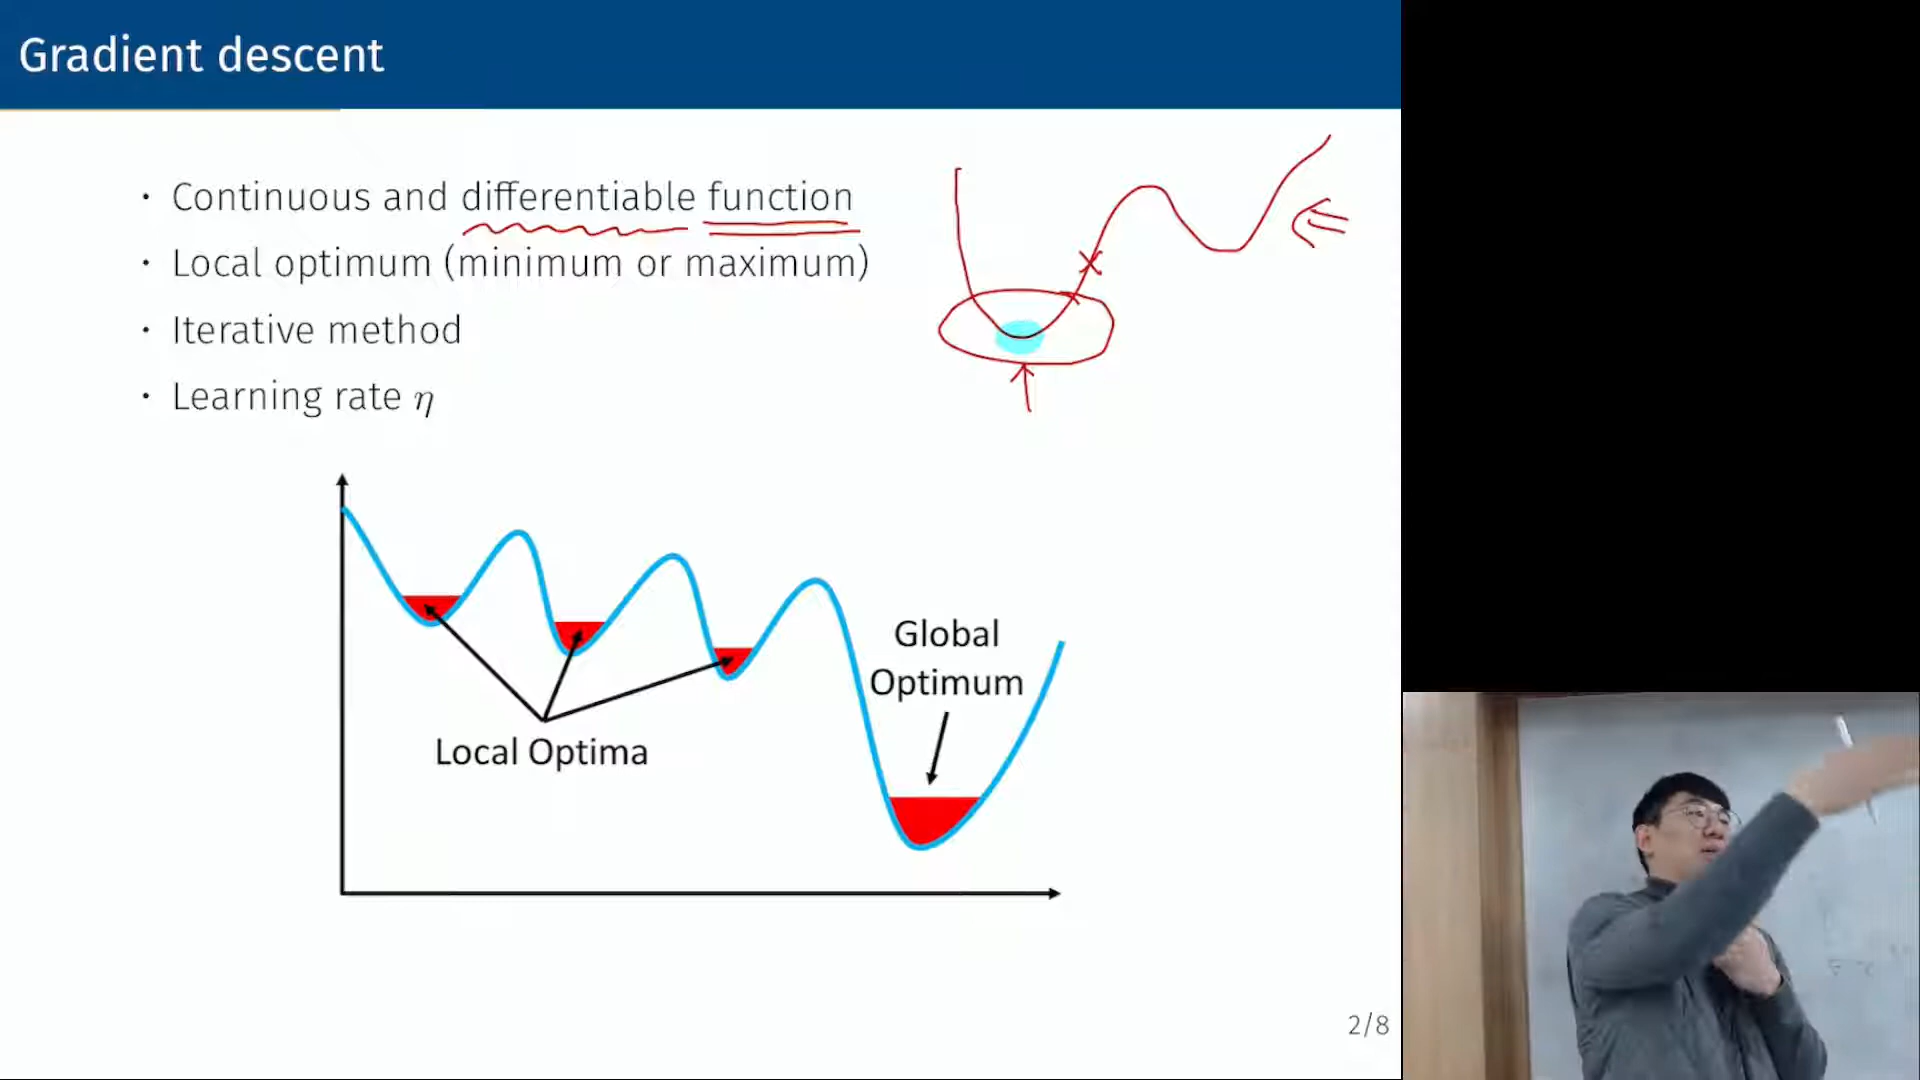 Gradient descent
· Continuous and differentiable function
· Local optimum (minimum or maximum)
· Iterative method
· Learning rate η
Global
Optimum
Local Optima
2/8